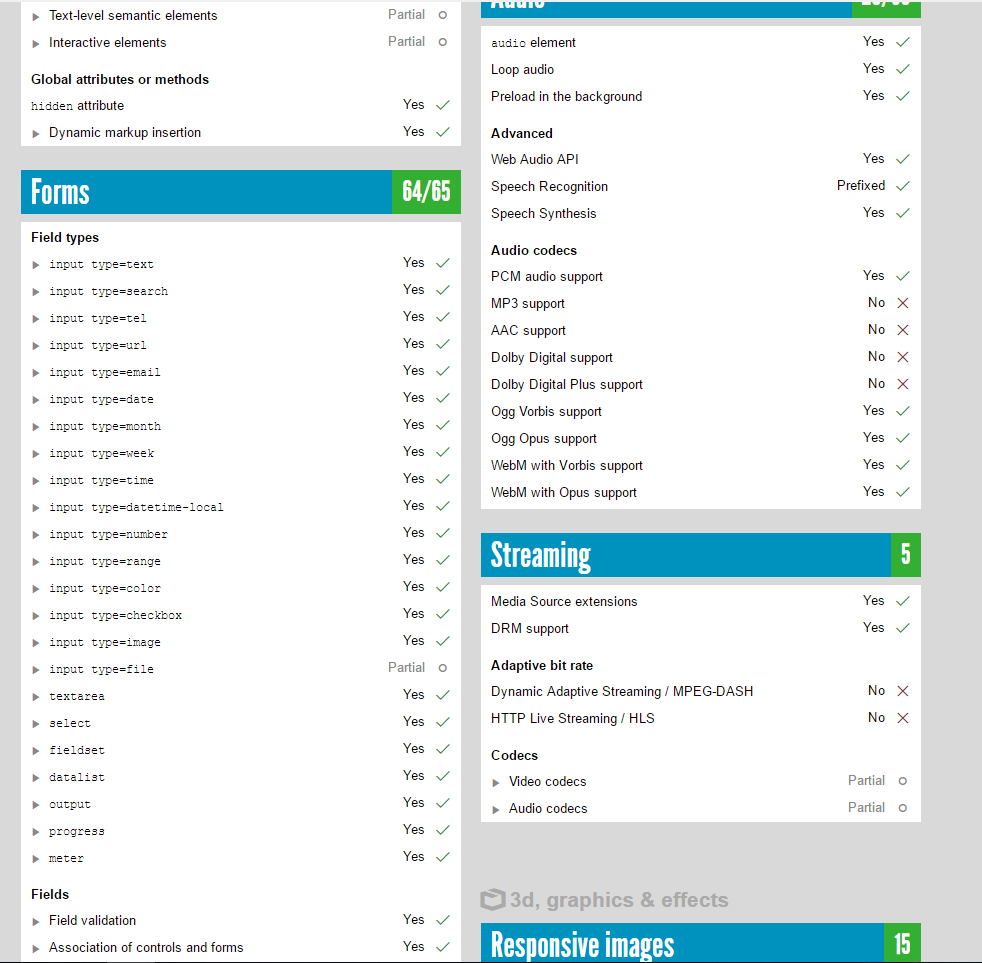 Text-level semantic elements Partial
Interactive elements Partial
Global attributes or methods
hidden attribute Yes
Dynamic markup insertion Yes
Forms 64/65
Field types
input type=text Yes
input type=search Yes
input type=tel Yes
input type=url Yes
input type=email Yes
input type=date Yes
input type=month Yes
input type=week Yes
input type=time Yes
input type=datetime-local Yes
input type=number Yes
input type=range Yes
input type=color Yes
input type=checkbox Yes
input type=image Yes
input type=file Partial
textarea Yes
select Yes
fieldset Yes
datalist Yes
output Yes
progress Yes
meter Yes
Fields
Field validation Yes
Association of controls and forms Yes
Audio
audio element Yes
Loop audio Yes
Preload in the background Yes
Advanced
Web Audio API Yes
Speech Recognition Prefixed
Speech Synthesis Yes
Audio codecs
PCM audio support Yes
MP3 support No
AAC support No
Dolby Digital support No
Dolby Digital Plus support No
Ogg Vorbis support Yes
Ogg Opus support Yes
WebM with Vorbis support Yes
WebM with Opus support Yes
Streaming 5
Media Source extensions Yes
DRM support Yes
Adaptive bit rate
Dynamic Adaptive Streaming / MPEG-DASH No
HTTP Live Streaming / HLS No
Codecs
Video codecs Partial
Audio codecs Partial
3d, graphics & effects
Responsive images 15